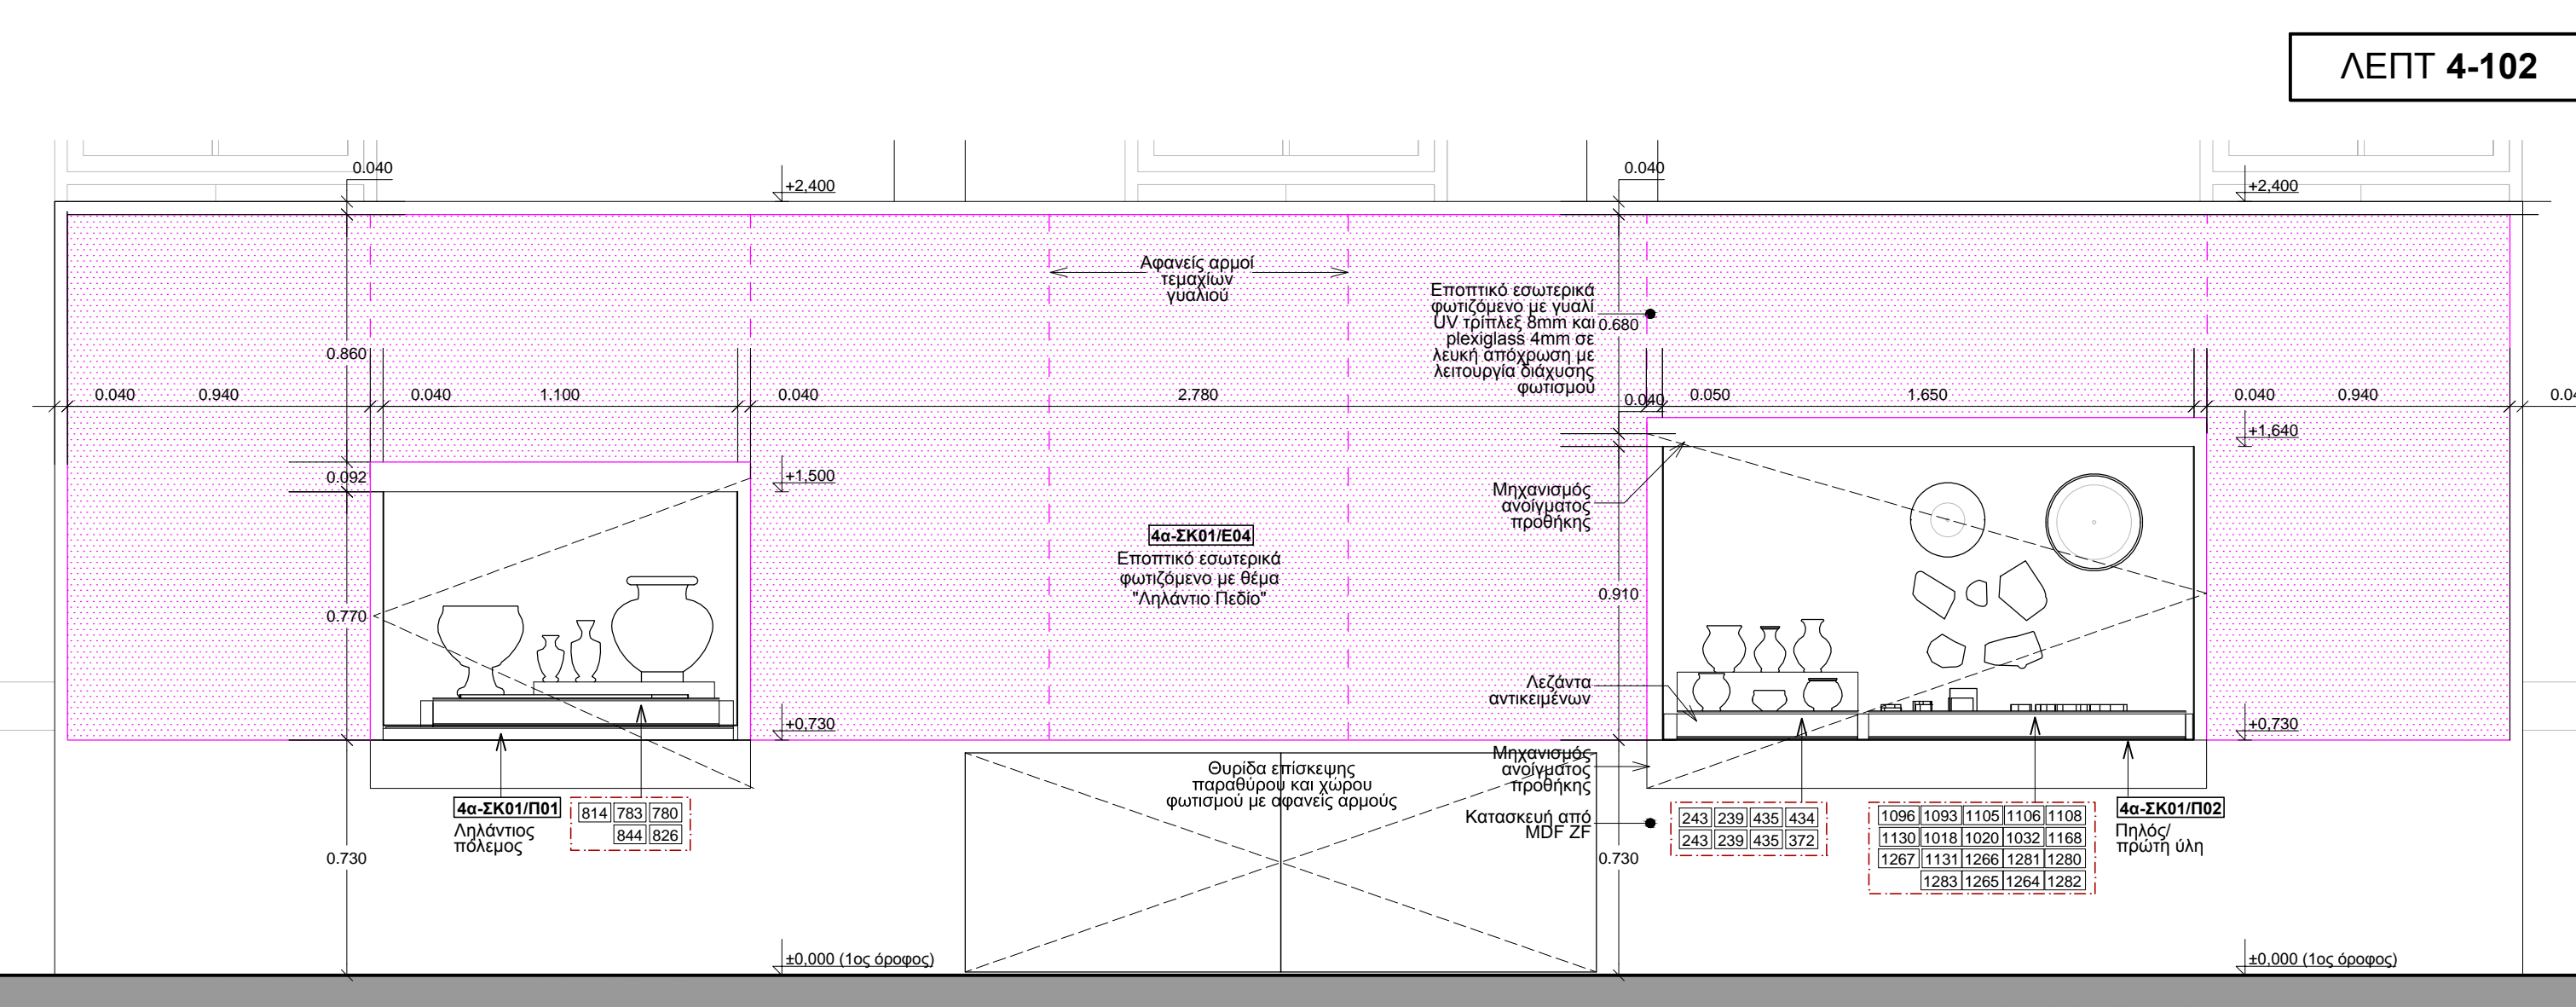 ΛΕΠΤ 4-102
0.040
+2,400
0.040
+2,400
Αφανείς αρμοί
τεμαχίων
γυαλιού
Εποπτικό εσωτερικά
φωτιζόμενο με γυαλί
UV τρίπλεξ 8mm και
plexiglass 4mm σε
λευκή απόχρωση με
λειτουργία διάχυσης
φωτισμού
0.680
0.860
0.040
0.940
0.040
1.100
0.040
2.780
0.040
0.050
1.650
0.040
0.940
+1,640
0.092
+1,500
Μηχανισμός
ανοίγματος
προθήκης
4α-ΣΚ01/Ε04
Εποπτικό εσωτερικά
φωτιζόμενο με θέμα
"Ληλάντιο Πεδίο"
0.770
0.910
Λεζάντα
αντικειμένων
+0,730
+0,730
Μηχανισμός
ανοίγματος
προθήκης
Θυρίδα επίσκεψης
παραθύρου και χώρου
φωτισμού με αφανείς αρμούς
Κατασκευή από
MDF ZF
4α-ΣΚ01/Π01
Ληλάντιος
πόλεμος
814 783 780
844 826
243 239 435 434
243 239 435 372
1096 1093 1105 1106 1108
1130 1018 1020 1032 1168
1267 1131 1266 1281 1280
1283 1265 1264 1282
4α-ΣΚ01/Π02
Πηλός/
πρώτη ύλη
0.730
0.730
±0,000 (1ος όροφος)
±0,000 (1ος όροφος)